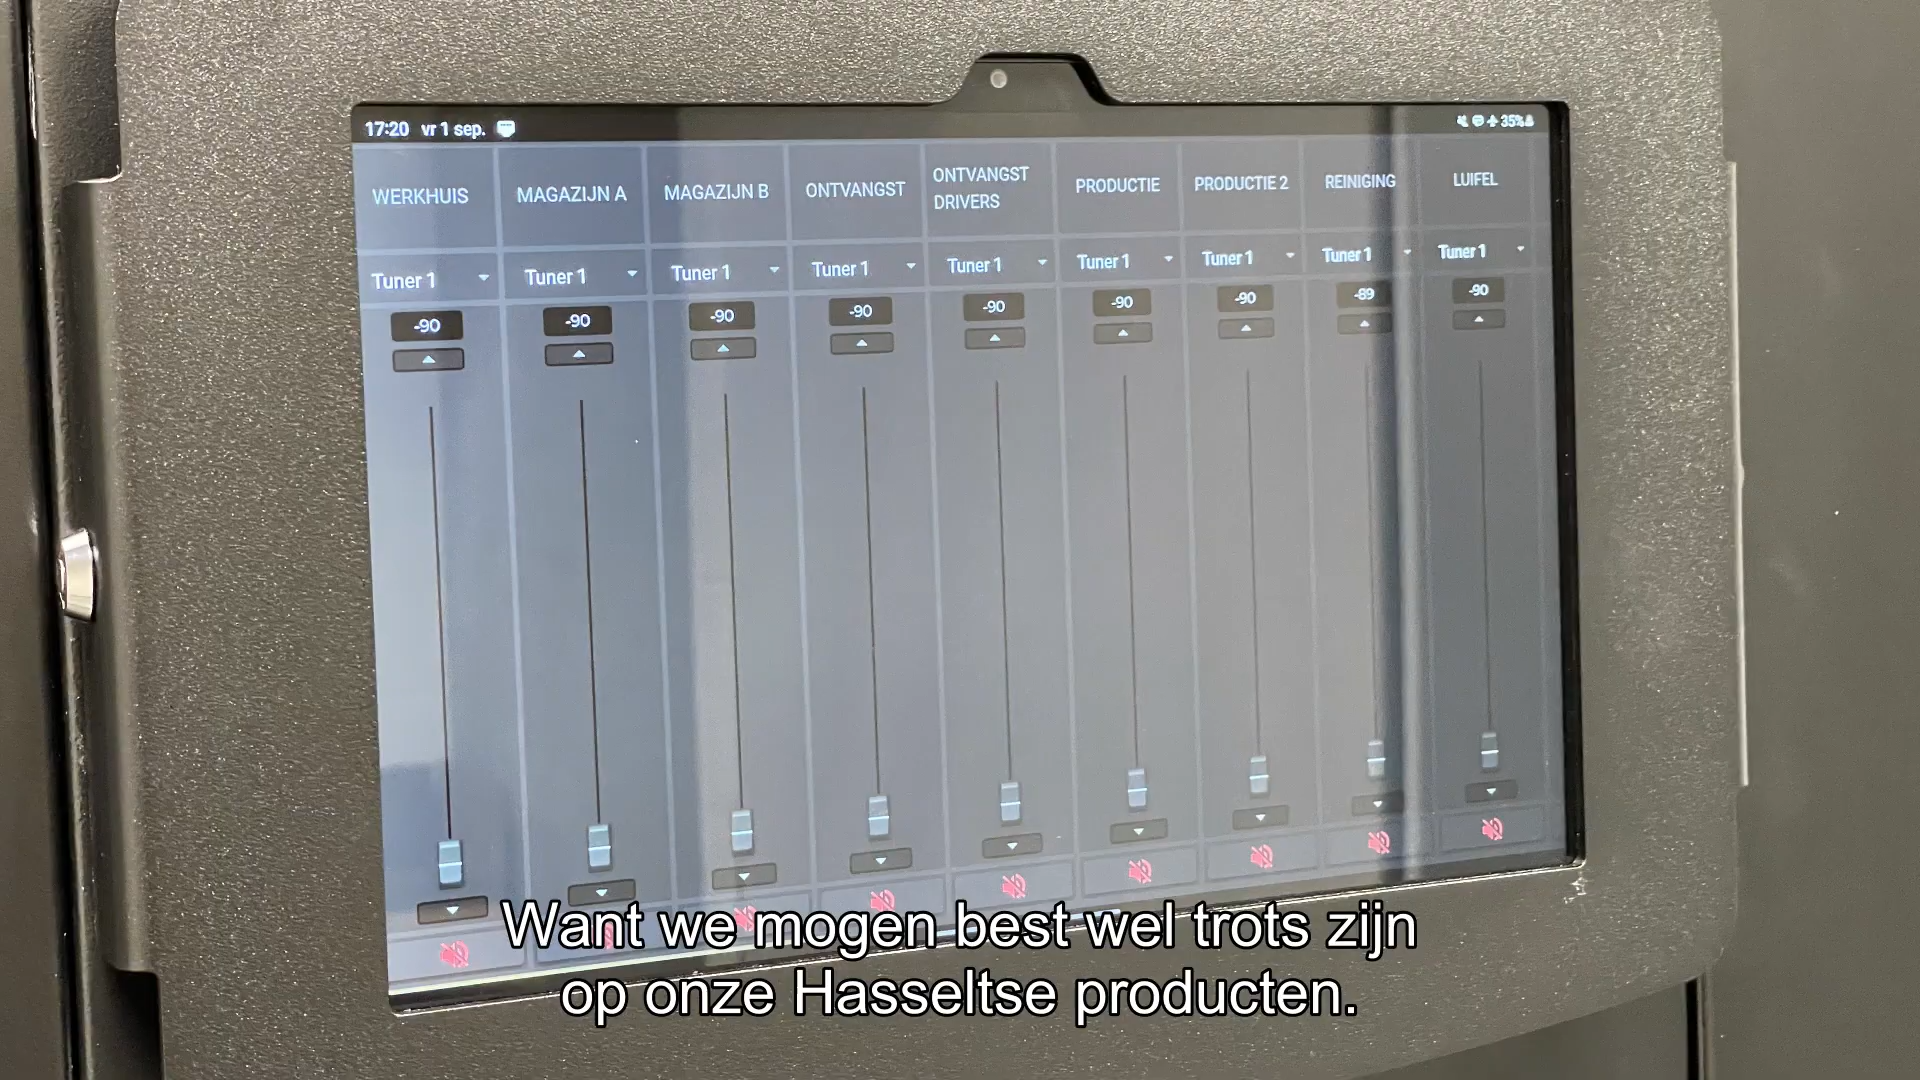 17:20 vr 1 sep.
35%
WERKHUIS
MAGAZIJN A
MAGAZIJN B
ONTVANGST
ONTVANGST
DRIVERS
PRODUCTIE
PRODUCTIE 2
REINIGING
LUIFEL
Tuner 1
Tuner 1
Tuner 1
Tuner 1
Tuner 1
Tuner 1
Tuner 1
Tuner 1
Tuner 1
-90
-90
-90
-90
-90
-90
-90
-89
-90
Want we mogen best wel trots zijn
op onze Hasseltse producten.